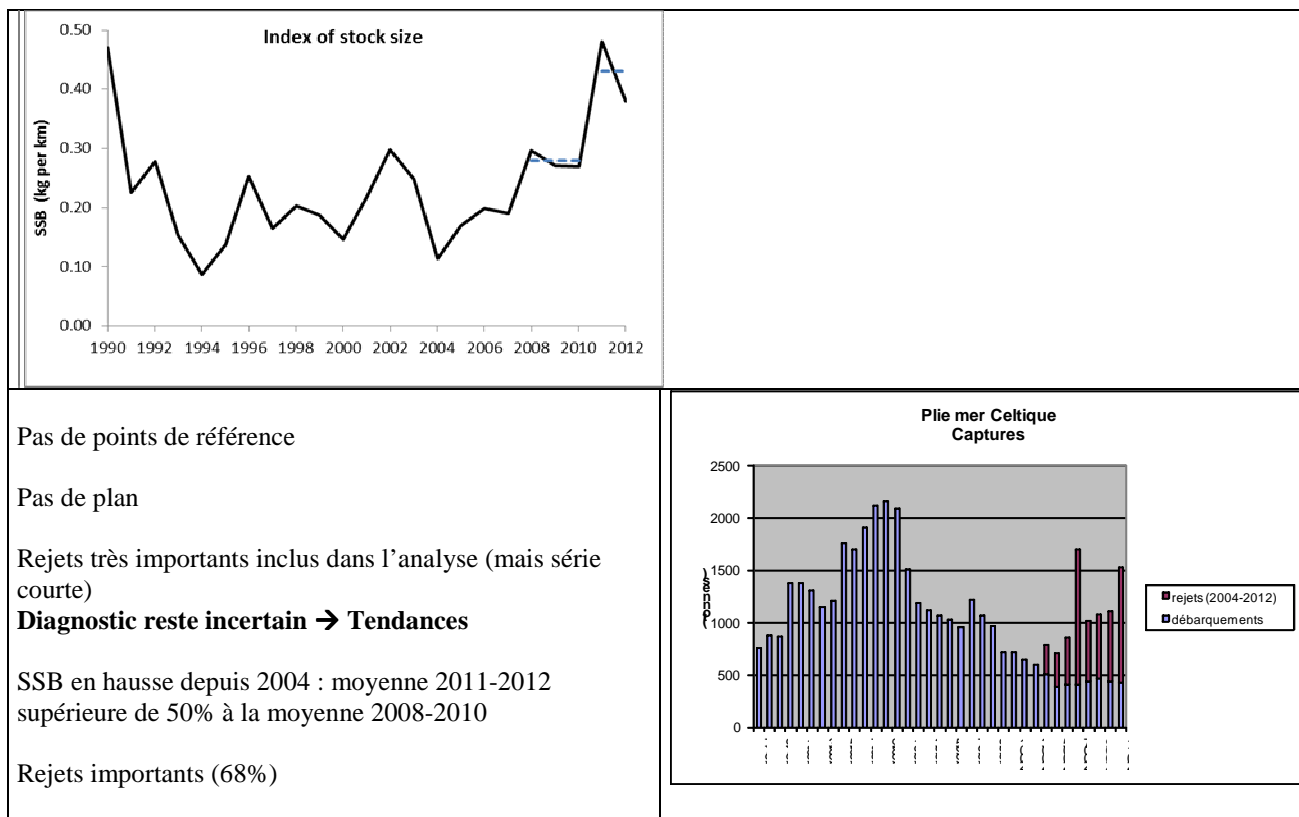 Index of stock size
SSB (kg per km)
0.50
0.40
0.30
0.20
0.10
0.00
1990 1992 1994 1996 1998 2000 2002 2004 2006 2008 2010 2012
Pas de points de référence
Pas de plan
Rejets très importants inclus dans l’analyse (mais série
courte)
Diagnostic reste incertain → Tendances
SSB en hausse depuis 2004 : moyenne 2011-2012
supérieure de 50% à la moyenne 2008-2010
Rejets importants (68%)
Plie mer Celtique
Captures
2500
2000
1500
1000
500
0
rejets (2004-2012)
débarquements